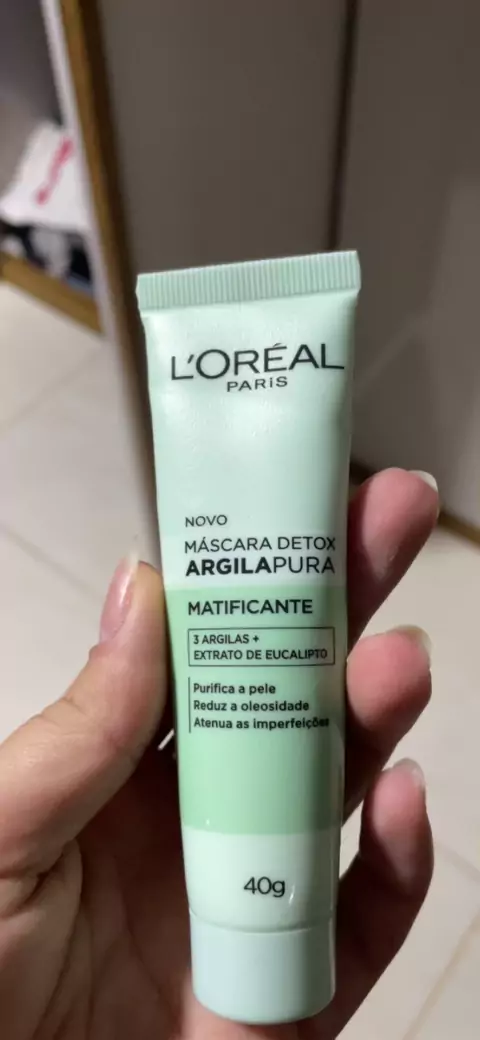 L'ORÉAL
PARiS
NOVO
MÁSCARA DETOX
ARGILAPURA
MATIFICANTE
3 ARGILAS +
EXTRATO DE EUCALIPTO
Purifica a pele
Reduz a oleosidade
Atenua as imperfeições
40g